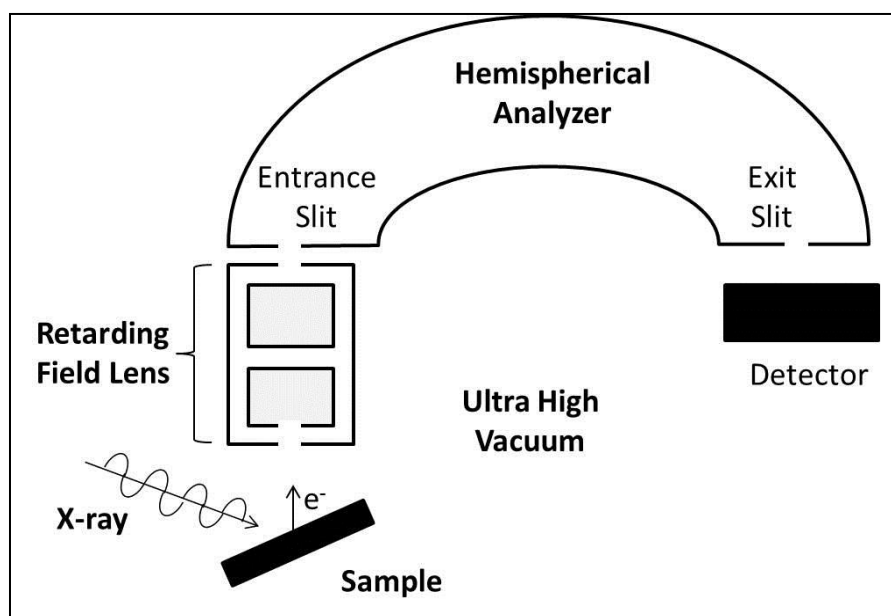 Hemispherical
Analyzer
Entrance
Slit
Exit
Slit
Retarding
Field Lens
Detector
Ultra High
Vacuum
X-ray
e-
Sample